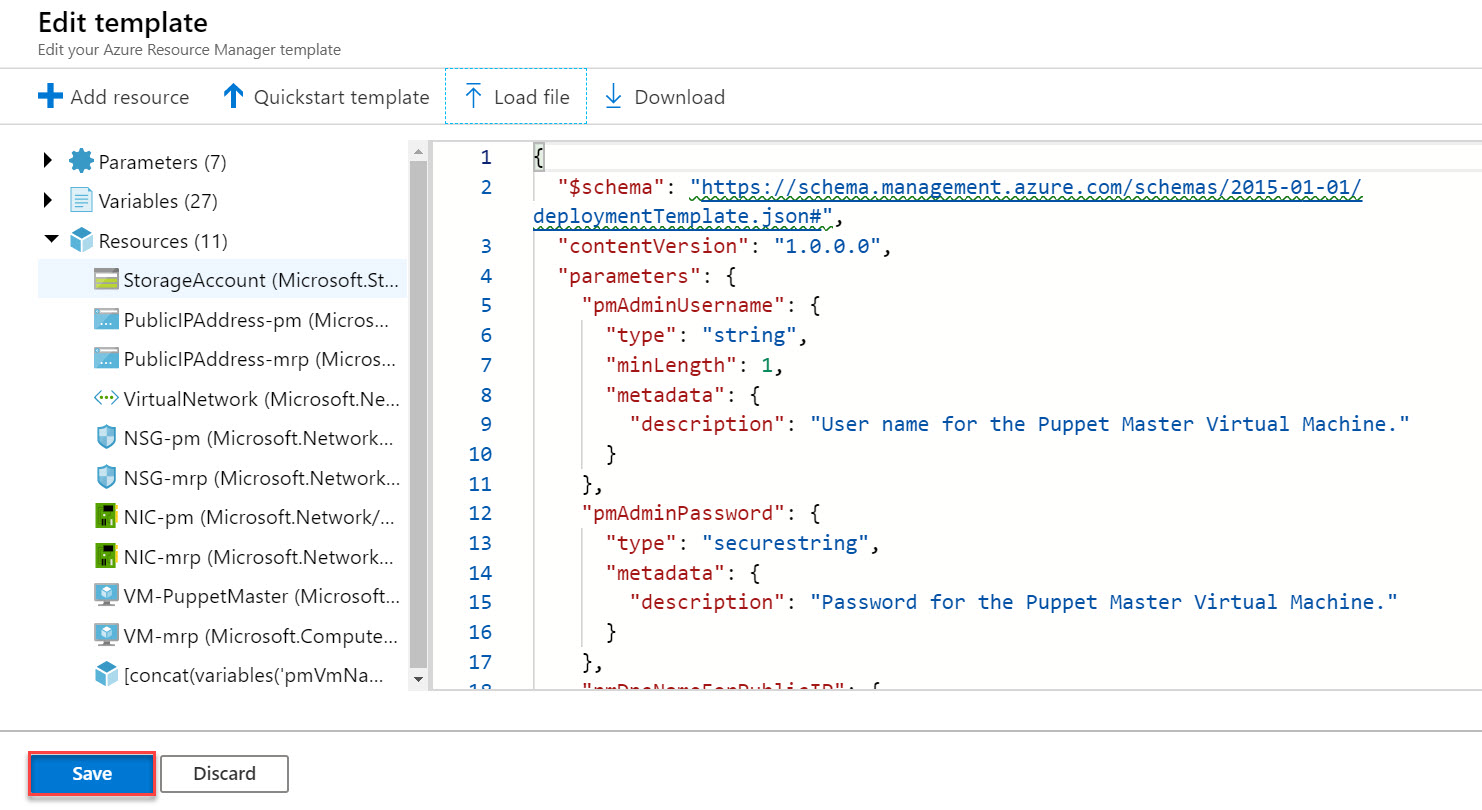 Edit template
Edit your Azure Resource Manager template
Add resource Quickstart template Load file Download
Parameters (7)
Variables (27)
Resources (11)
StorageAccount (Microsoft.St...
PublicIPAddress-pm (Micros...
PublicIPAddress-mrp (Micros...
VirtualNetwork (Microsoft.Ne...
NSG-pm (Microsoft.Network...
NSG-mrp (Microsoft.Network...
NIC-pm (Microsoft.Network/...
NIC-mrp (Microsoft.Network...
VM-PuppetMaster (Microsoft...
VM-mrp (Microsoft.Compute...
[concat(variables('pmVmNa...
1 {
2 "$schema": "https://schema.management.azure.com/schemas/2015-01-01/
deploymentTemplate.json#",
3 "contentVersion": "1.0.0.0",
4 "parameters": {
5 "pmAdminUsername": {
6 "type": "string",
7 "minLength": 1,
8 "metadata": {
9 "description": "User name for the Puppet Master Virtual Machine."
10 }
11 },
12 "pmAdminPassword": {
13 "type": "securestring",
14 "metadata": {
15 "description": "Password for the Puppet Master Virtual Machine."
16 }
17 },
18 "pmDnsNameForPublicIP": {
Save Discard